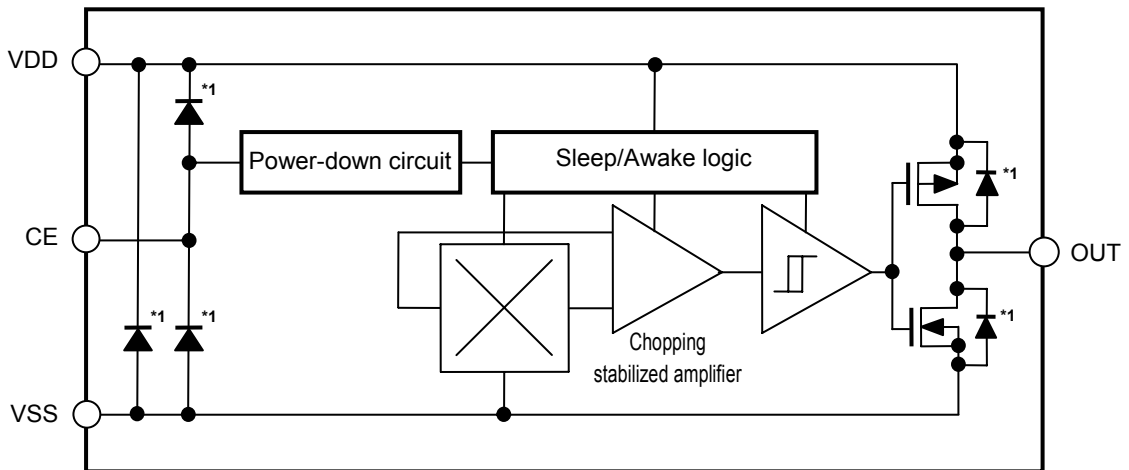 VDD
*1
Power-down circuit
Sleep/Awake logic
*1
CE
OUT
*1
*1
*1
Chopping
stabilized amplifier
VSS